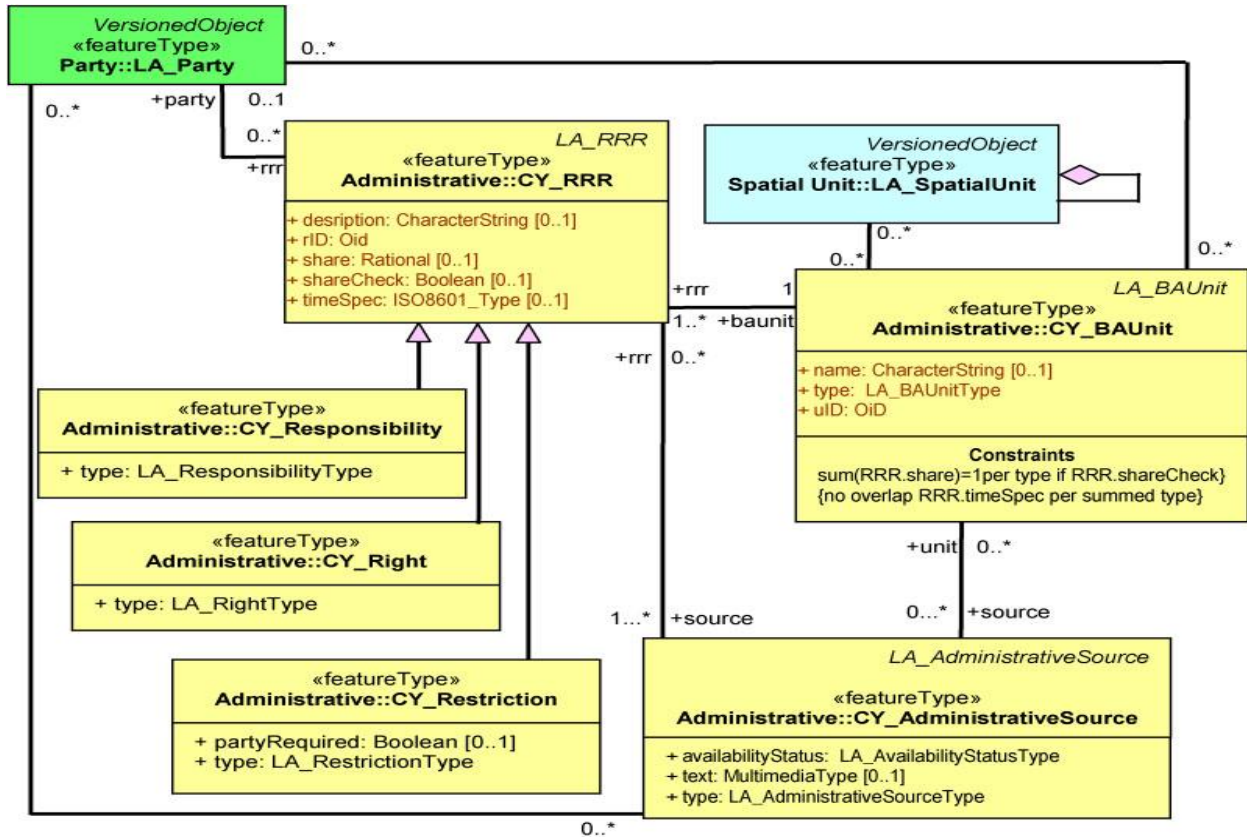 VersionedObject
«featureType»
Party::LA_Party
0..*
0..*
+party
0..1
0..*
+rrr
LA_RRR
«featureType»
Administrative::CY_RRR
+ desription: CharacterString [0..1]
+ rID: Oid
+ share: Rational [0..1]
+ shareCheck: Boolean [0..1]
+ timeSpec: ISO8601_Type [0..1]
VersionedObject
«featureType»
Spatial Unit::LA_SpatialUnit
0..*
0..*
0..*
+rrr
1
1..*
+baunit
+rrr
0..*
LA_BAUnit
«featureType»
Administrative::CY_BAUnit
+ name: CharacterString [0..1]
+ type: LA_BAUnitType
+ uID: OiD
Constraints
sum(RRR.share)=1per type if RRR.shareCheck}
{no overlap RRR.timeSpec per summed type}
«featureType»
Administrative::CY_Responsibility
+ type: LA_ResponsibilityType
«featureType»
Administrative::CY_Right
+ type: LA_RightType
+unit
0..*
1...*
+source
0...*
+source
«featureType»
Administrative::CY_Restriction
+ partyRequired: Boolean [0..1]
+ type: LA_RestrictionType
LA_AdministrativeSource
«featureType»
Administrative::CY_AdministrativeSource
+ availabilityStatus: LA_AvailabilityStatusType
+ text: MultimediaType [0..1]
+ type: LA_AdministrativeSourceType
0..*